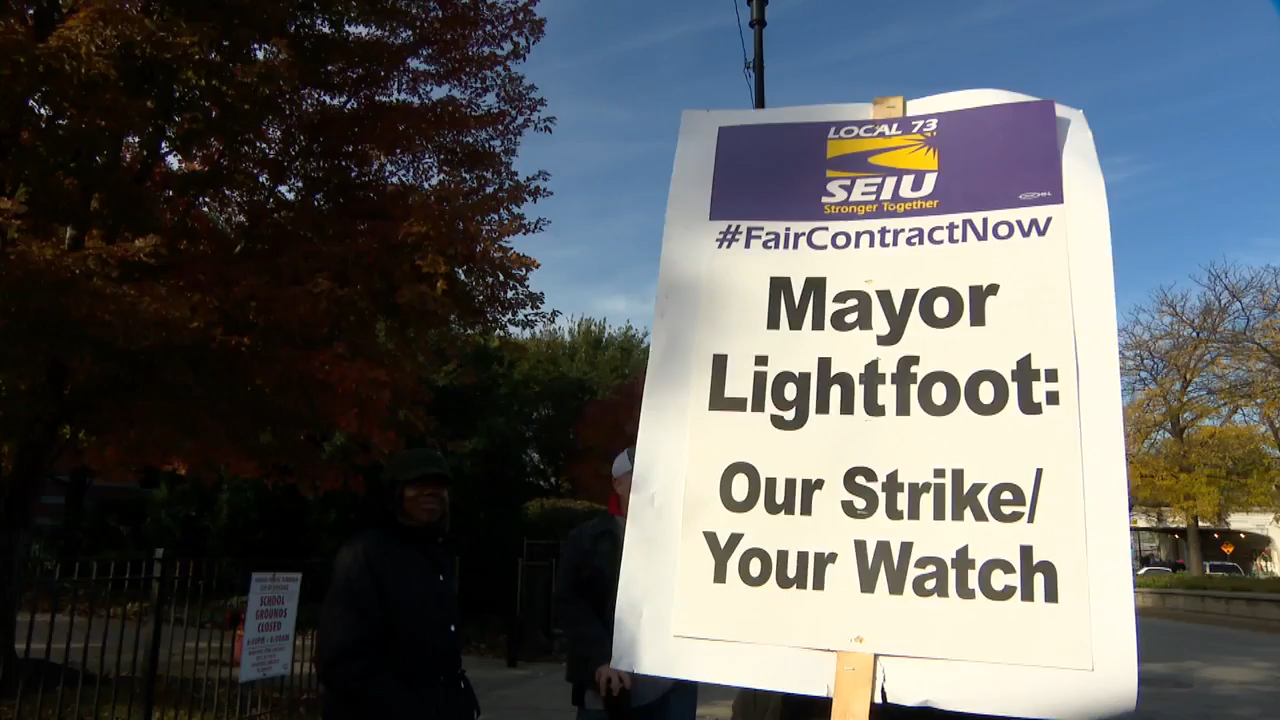 LOCAL 73
SEIU
Stronger Together
#FairContractNow
Mayor
Lightfoot:
Our Strike/
Your Watch
SCHOOL
GROUNDS
CLOSED